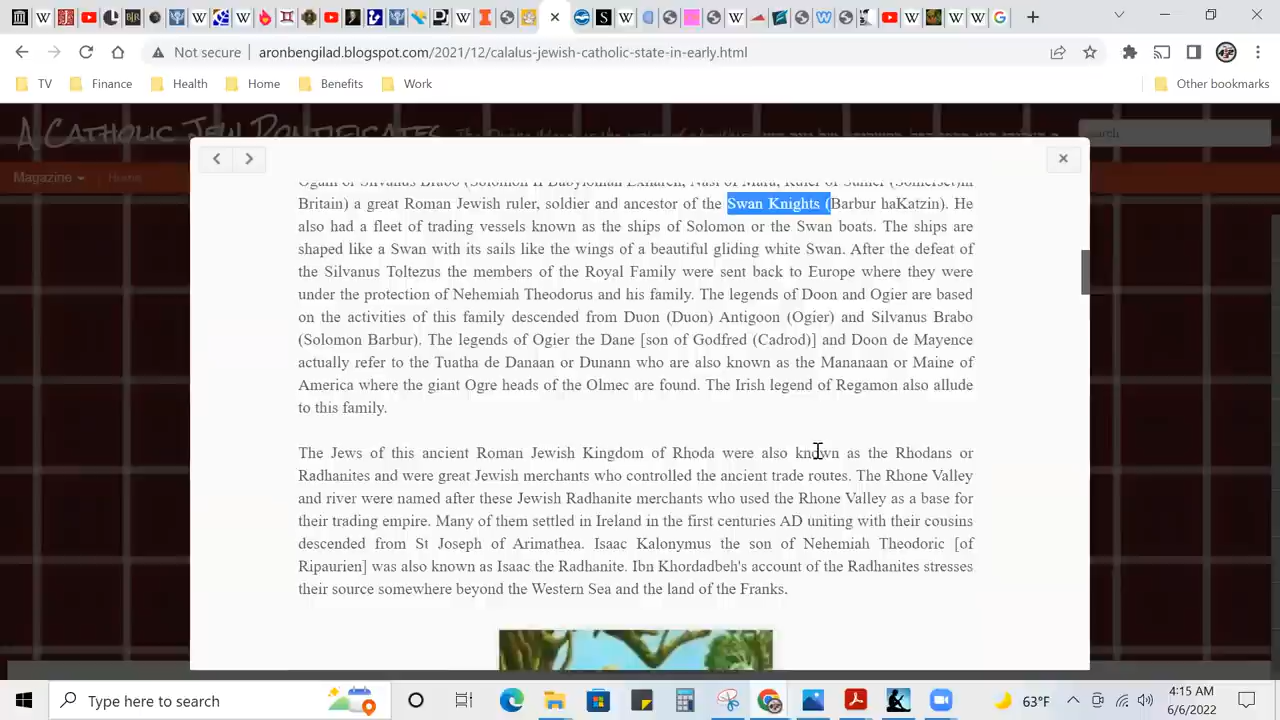 Not secure
aronbengilad.blogspot.com/2021/12/calalus-jewish-catholic-state-in-early.html
TV
Finance
Health
Home
Benefits
Work
Other bookmarks
A Catholic Jew Pontificates
search
Magazine
Home
Britain) a great Roman Jewish ruler, soldier and ancestor of the Swan Knights (Barbur haKatzin). He
also had a fleet of trading vessels known as the ships of Solomon or the Swan boats. The ships are
shaped like a Swan with its sails like the wings of a beautiful gliding white Swan. After the defeat of
the Silvanus Toltezus the members of the Royal Family were sent back to Europe where they were
under the protection of Nehemiah Theodorus and his family. The legends of Doon and Ogier are based
on the activities of this family descended from Duon (Duon) Antigoon (Ogier) and Silvanus Brabo
(Solomon Barbur). The legends of Ogier the Dane [son of Godfred (Cadrod)] and Doon de Mayence
actually refer to the Tuatha de Danaan or Dunann who are also known as the Mananaan or Maine of
America where the giant Ogre heads of the Olmec are found. The Irish legend of Regamon also allude
to this family.
The Jews of this ancient Roman Jewish Kingdom of Rhoda were also known as the Rhodans or
Radhanites and were great Jewish merchants who controlled the ancient trade routes. The Rhone Valley
and river were named after these Jewish Radhanite merchants who used the Rhone Valley as a base for
their trading empire. Many of them settled in Ireland in the first centuries AD uniting with their cousins
descended from St Joseph of Arimathea. Isaac Kalonymus the son of Nehemiah Theodoric [of
Ripaurien] was also known as Isaac the Radhanite. Ibn Khordadbeh's account of the Radhanites stresses
their source somewhere beyond the Western Sea and the land of the Franks.
Type here to search
63°F
4:15 AM
6/6/2022